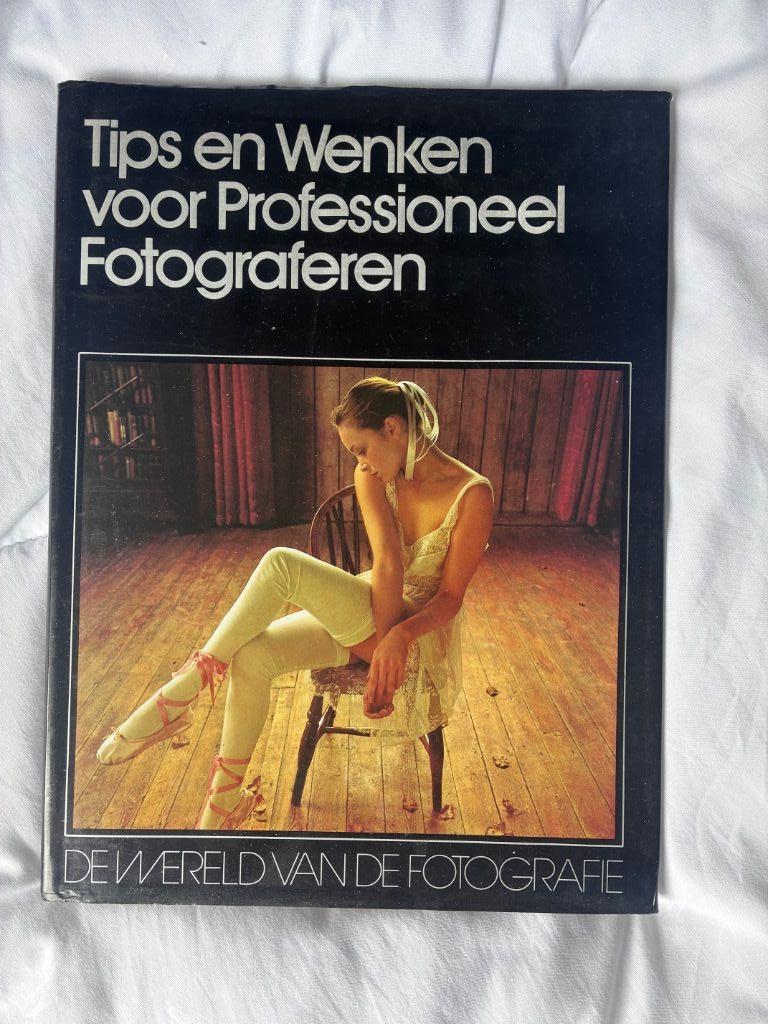 Tips en Wenken
voor Professioneel
Fotograferen
DE WERELD VAN DE FOTOGRAFIE